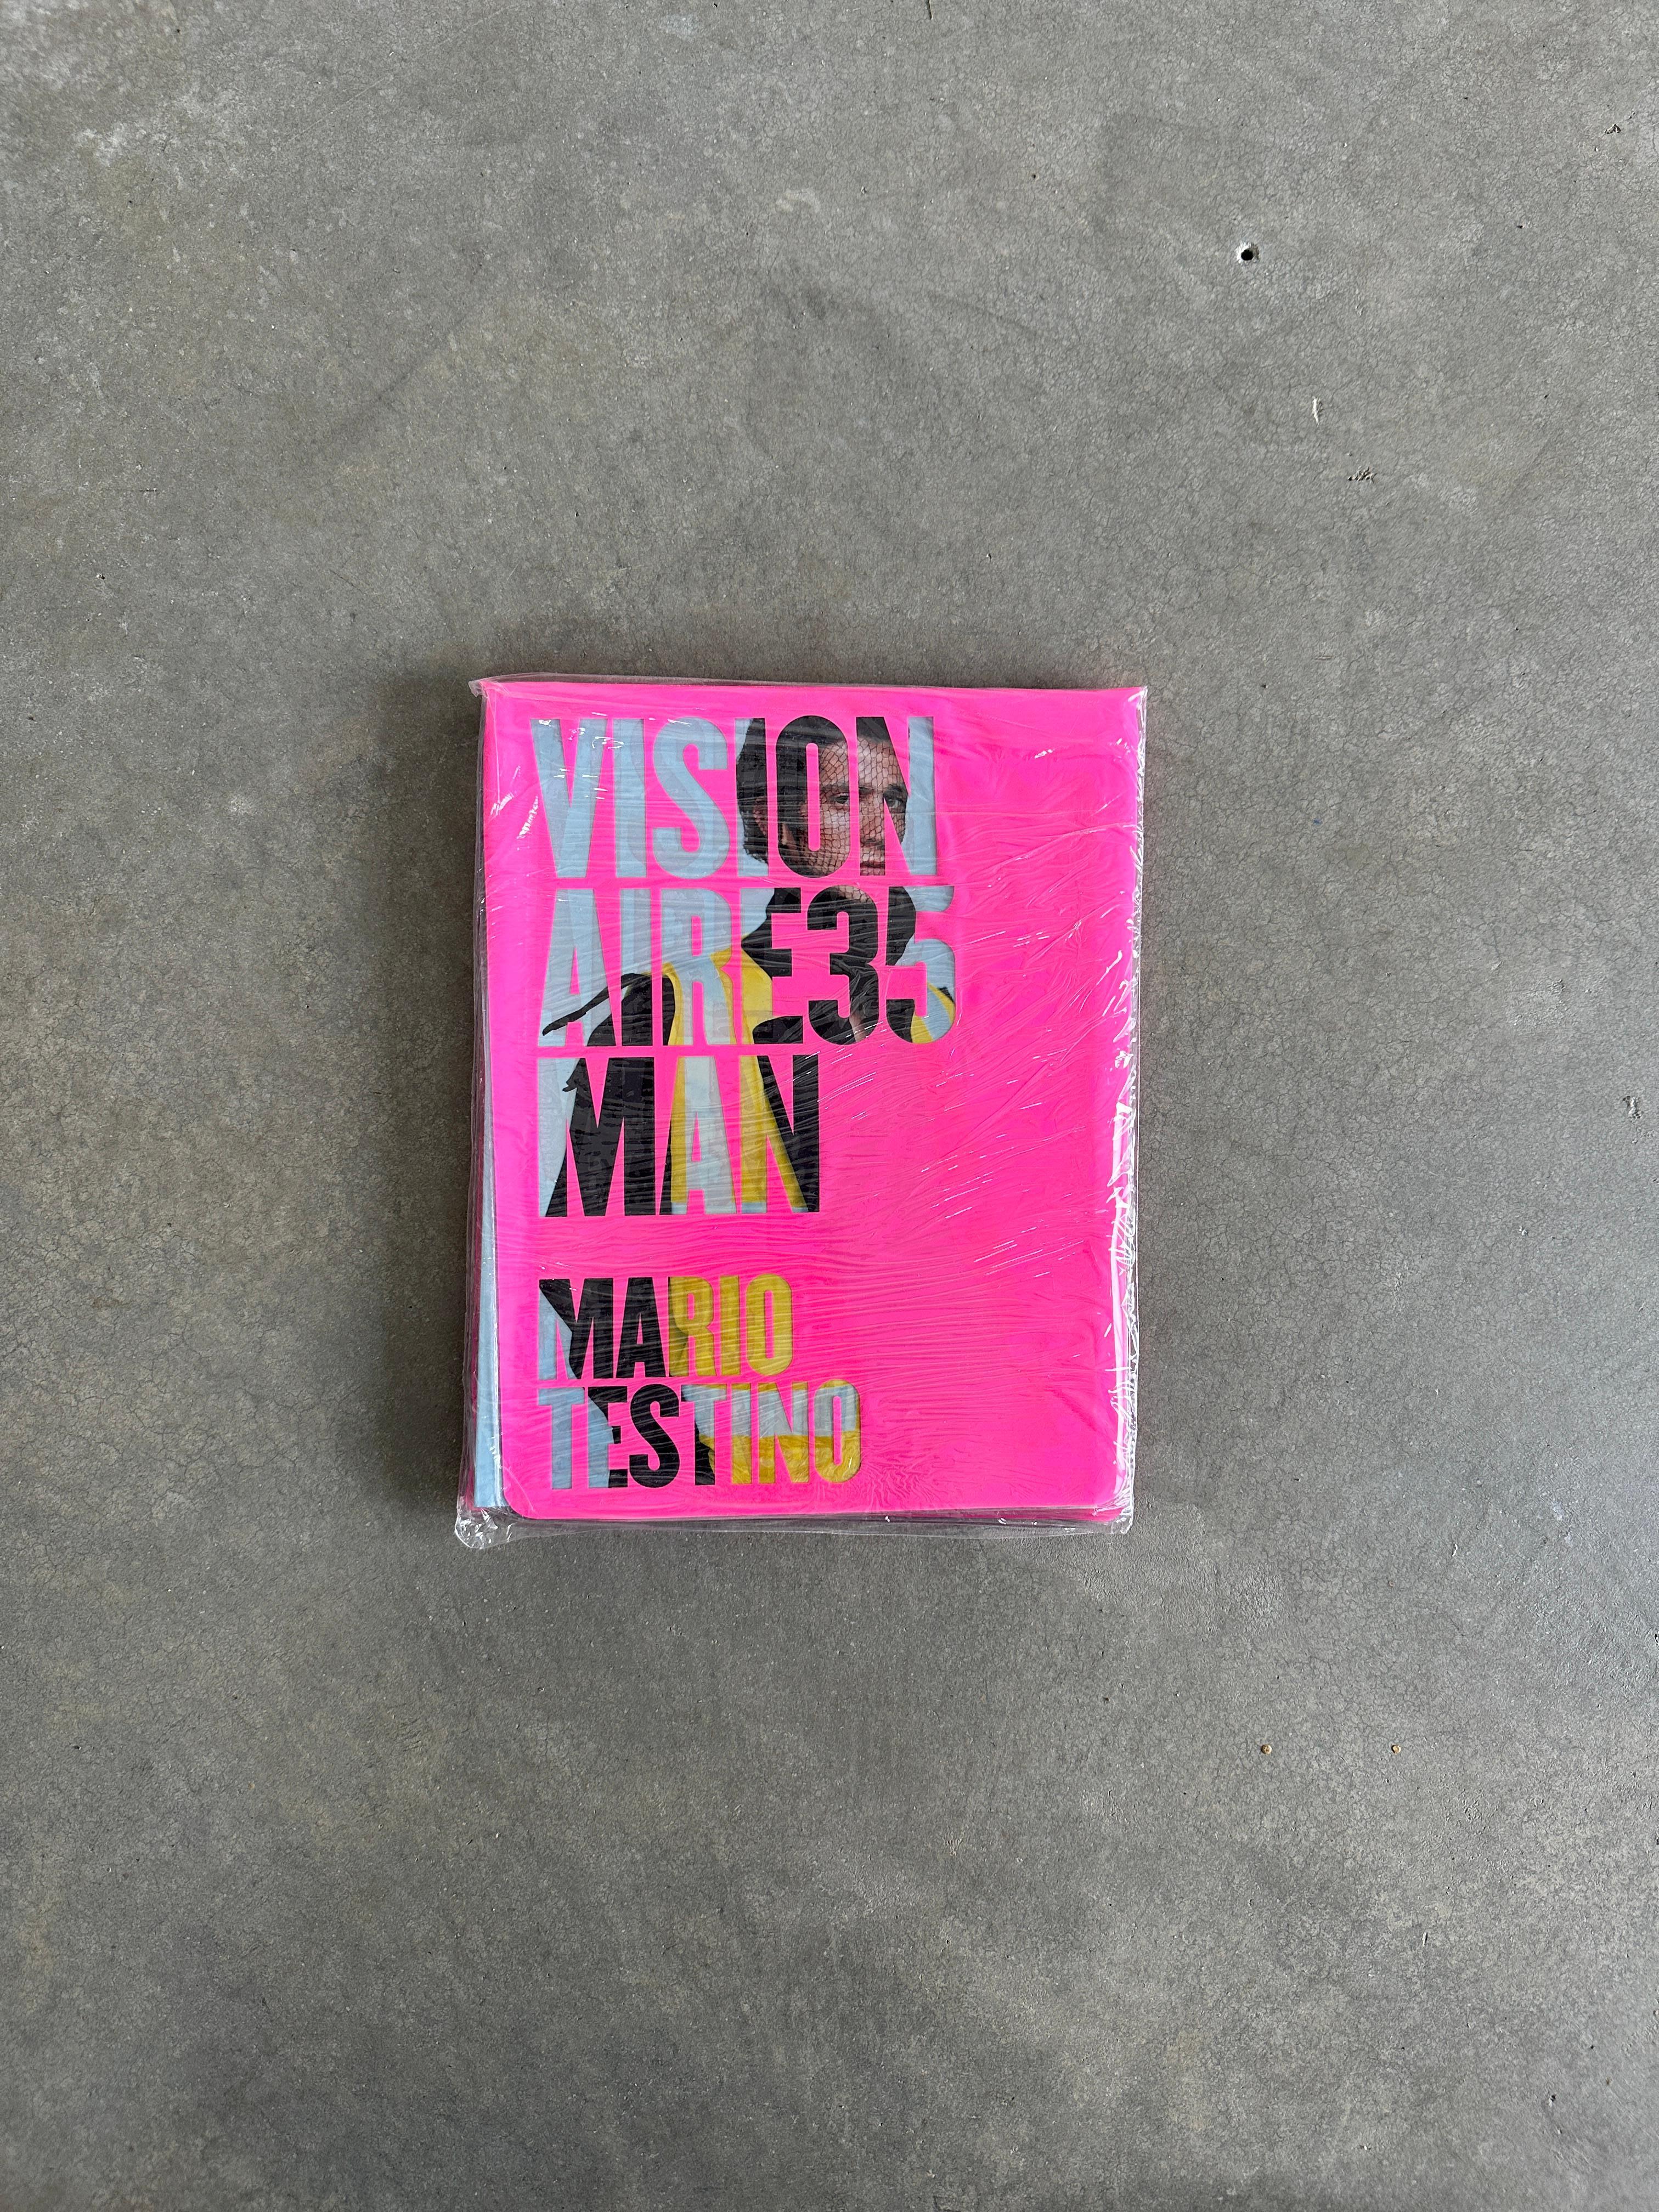 VISION
AIRE35
MAN
MARIO
TESTINO